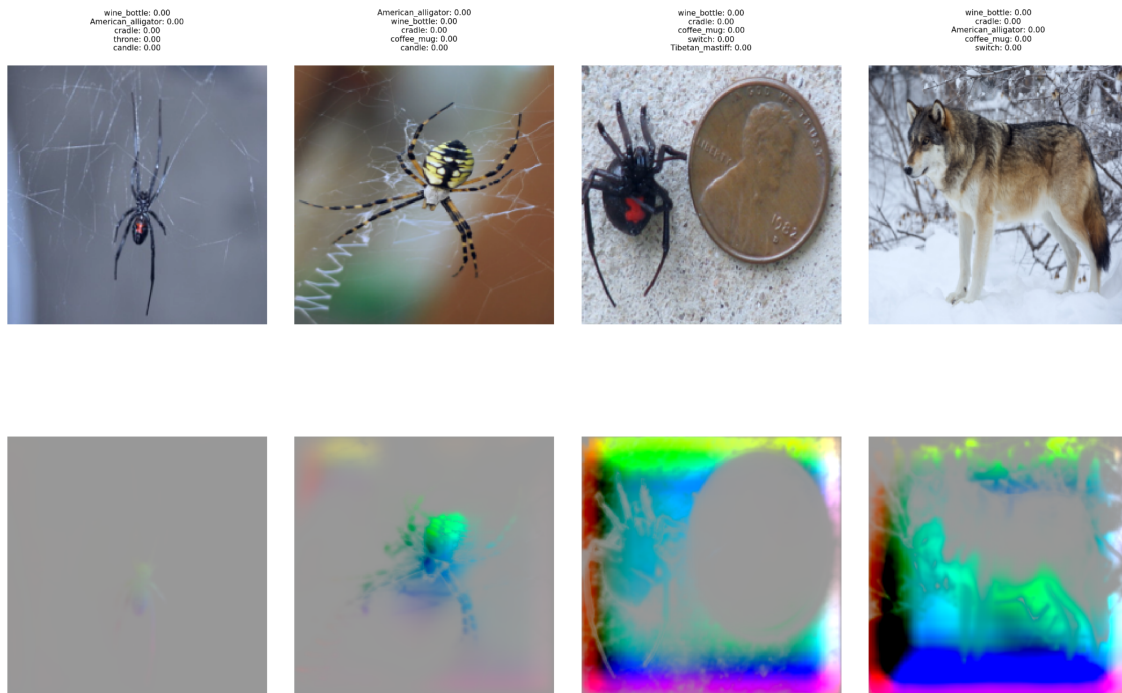 wine_bottle: 0.00
American_alligator: 0.00
cradle: 0.00
throne: 0.00
candle: 0.00
American_alligator: 0.00
wine_bottle: 0.00
cradle: 0.00
coffee_mug: 0.00
candle: 0.00
wine_bottle: 0.00
cradle: 0.00
coffee_mug: 0.00
switch: 0.00
Tibetan_mastiff: 0.00
wine_bottle: 0.00
cradle: 0.00
American_alligator: 0.00
coffee_mug: 0.00
switch: 0.00
LIBERTY
1982